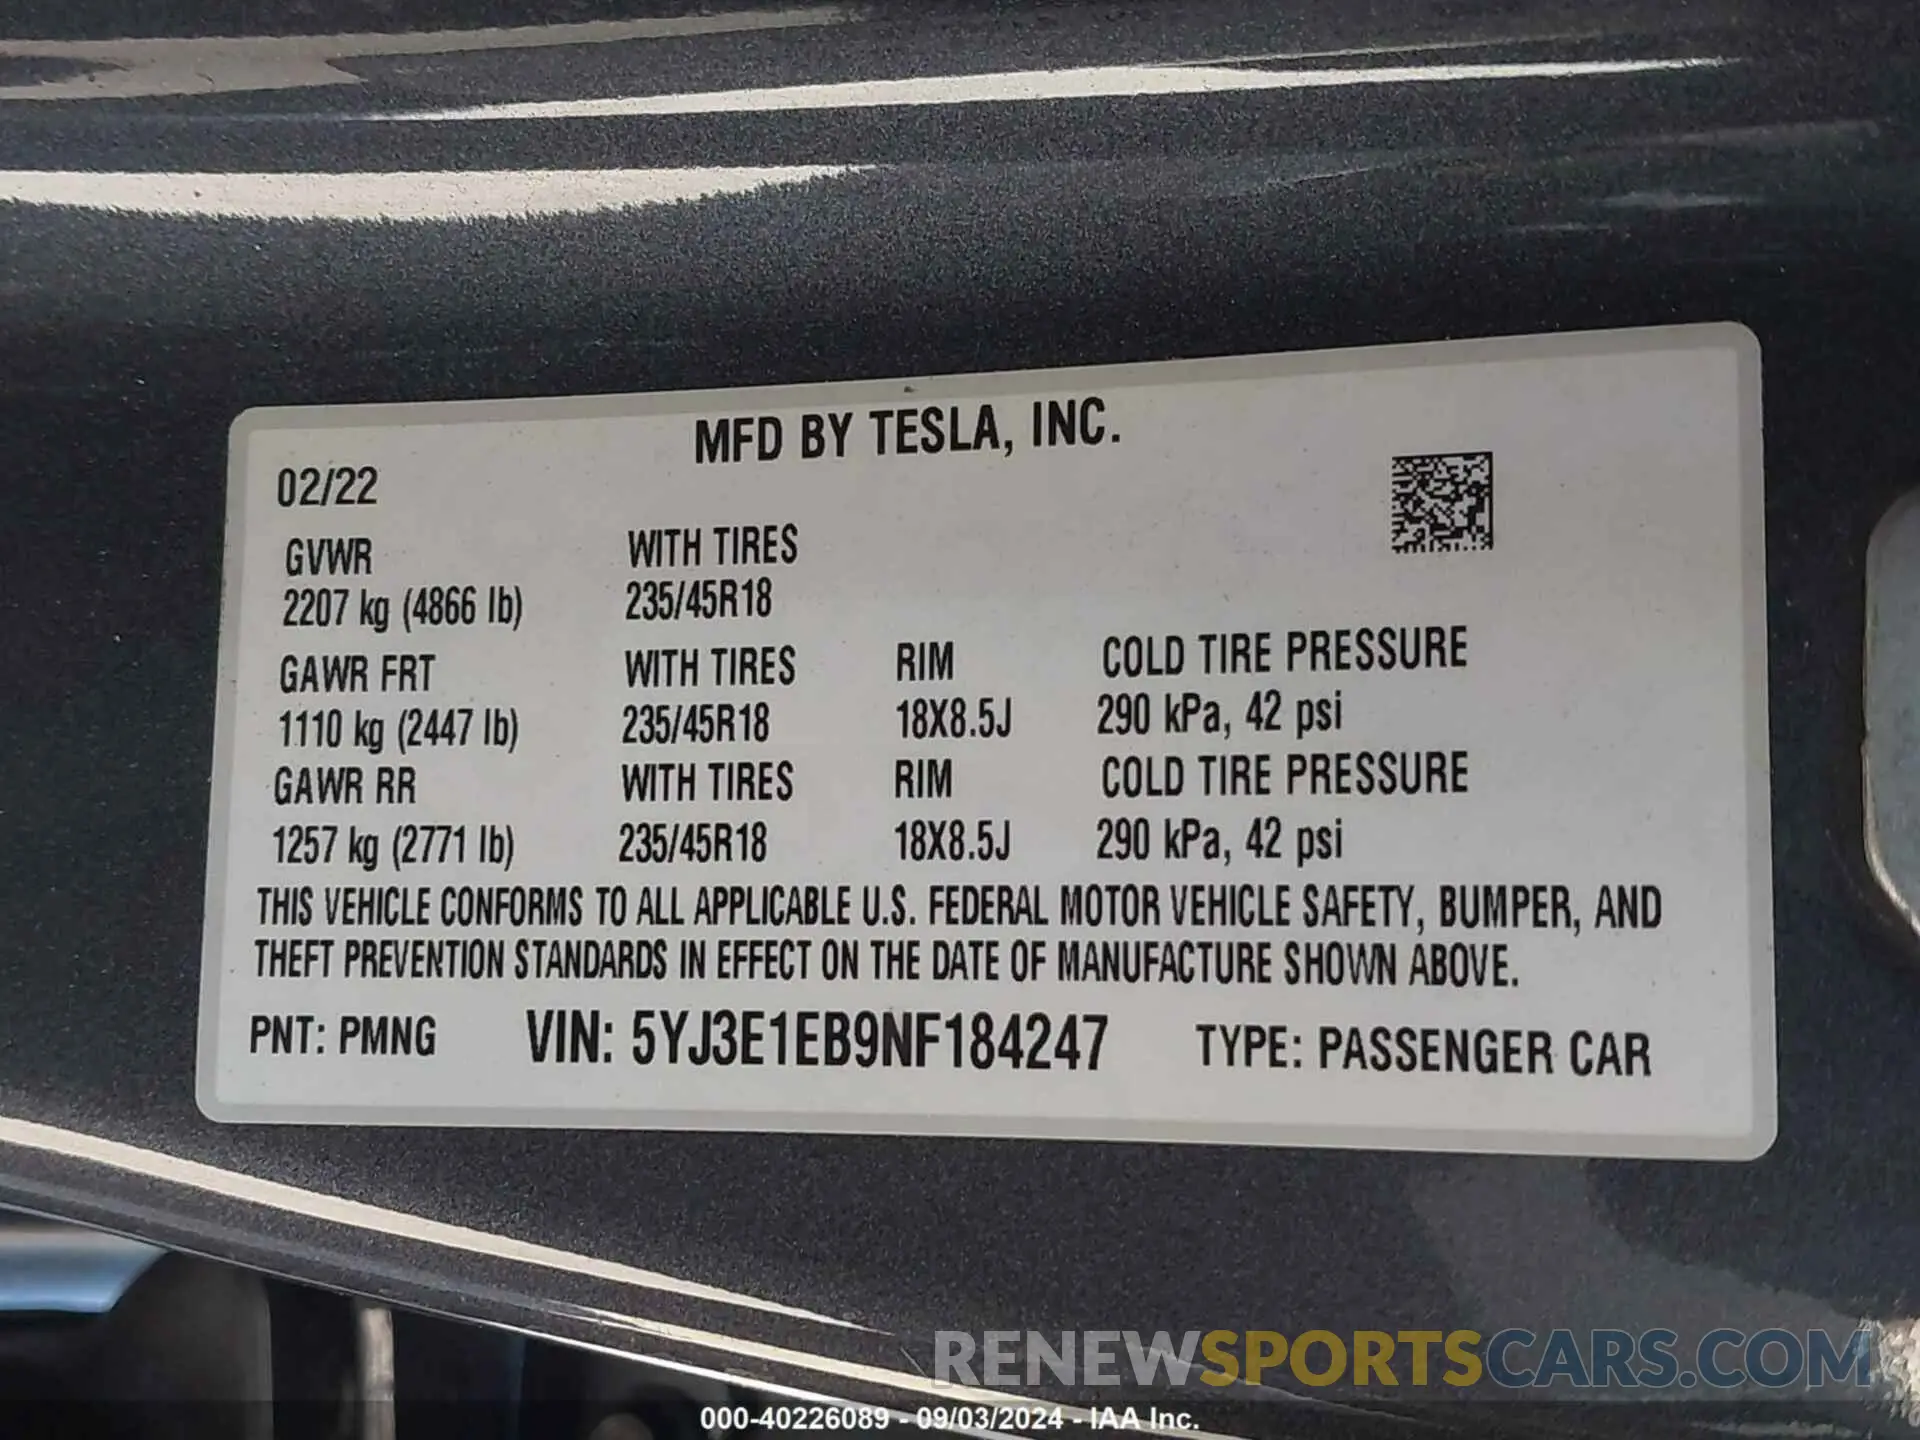 MFD BY TESLA, INC.
02/22
GVWR WITH TIRES
2207 kg (4866 lb) 235/45R18
GAWR FRT WITH TIRES RIM COLD TIRE PRESSURE
1110 kg (2447 lb) 235/45R18 18X8.5J 290 kPa, 42 psi
GAWR RR WITH TIRES RIM COLD TIRE PRESSURE
1257 kg (2771 lb) 235/45R18 18X8.5J 290 kPa, 42 psi
THIS VEHICLE CONFORMS TO ALL APPLICABLE U.S. FEDERAL MOTOR VEHICLE SAFETY, BUMPER, AND
THEFT PREVENTION STANDARDS IN EFFECT ON THE DATE OF MANUFACTURE SHOWN ABOVE.
PNT: PMNG VIN: 5YJ3E1EB9NF184247 TYPE: PASSENGER CAR
RENEWSPORTSCARS.COM
000-40226089 - 09/03/2024 - IAA Inc.